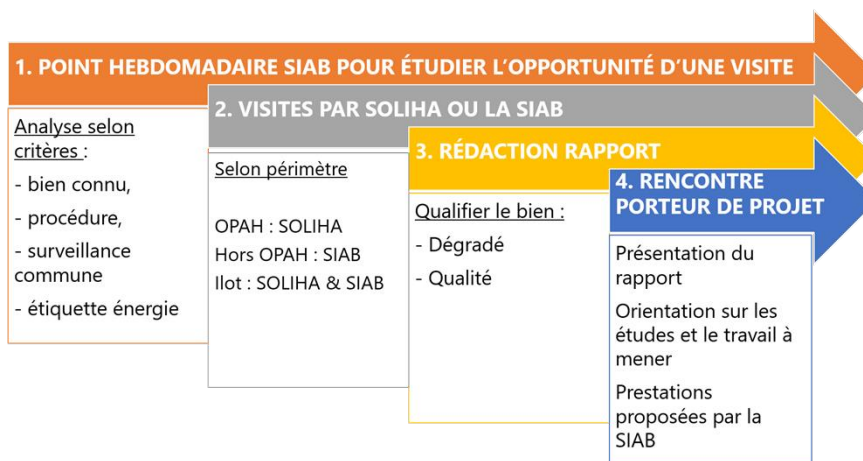 1. POINT HEBDOMADAIRE SIAB POUR ÉTUDIER L’OPPORTUNITÉ D’UNE VISITE
Analyse selon
critères :
- bien connu,
- procédure,
- surveillance
commune
- étiquette énergie
2. VISITES PAR SOLIHA OU LA SIAB
Selon périmètre
OPAH : SOLIHA
Hors OPAH : SIAB
Ilot : SOLIHA & SIAB
3. RÉDACTION RAPPORT
Qualifier le bien :
- Dégradé
- Qualité
4. RENCONTRE
PORTEUR DE PROJET
Présentation du
rapport
Orientation sur les
études et le travail à
mener
Prestations
proposées par la
SIAB